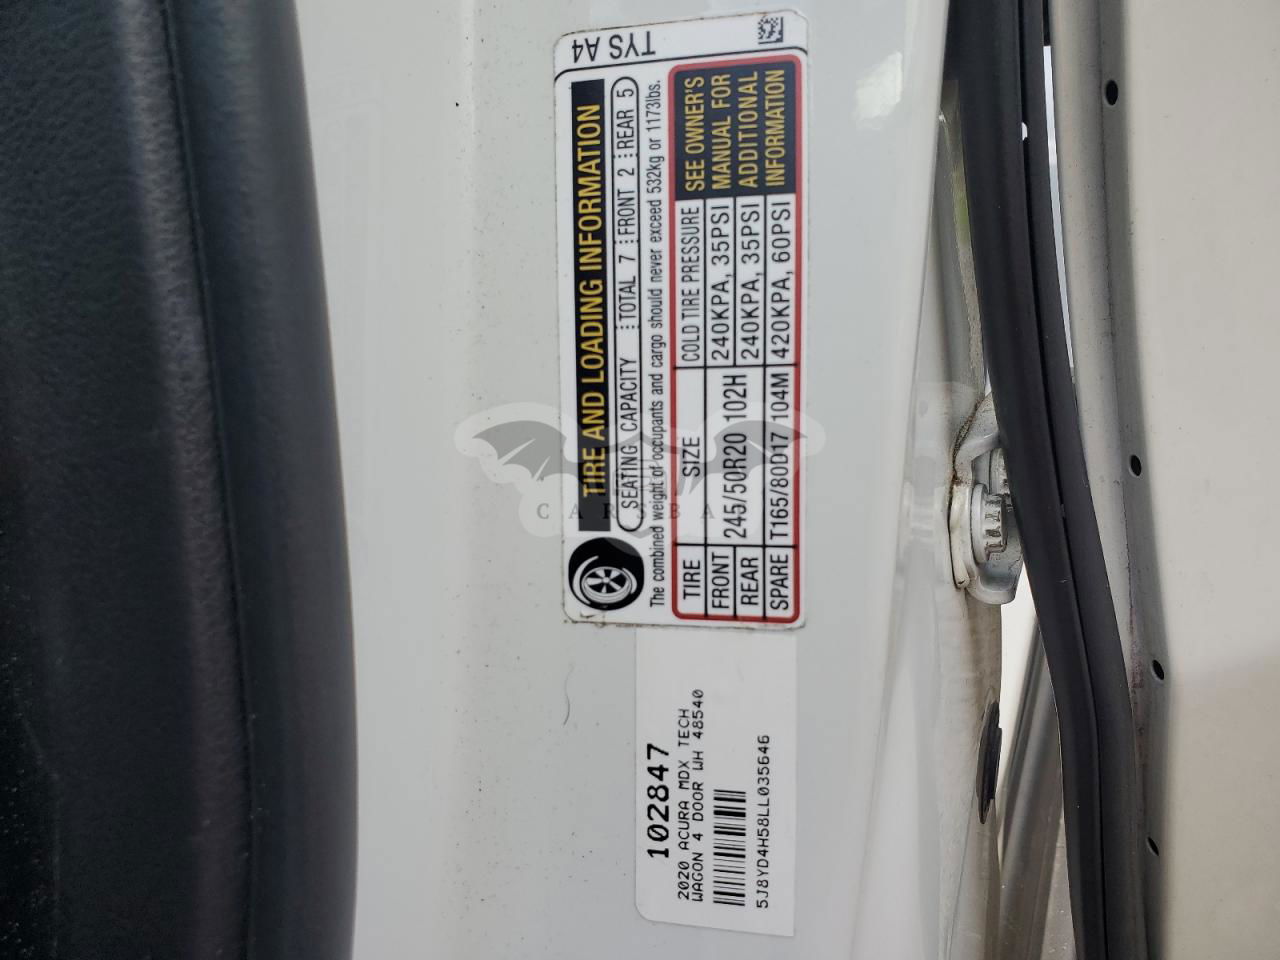 TYS A4
TIRE AND LOADING INFORMATION
SEATING CAPACITY TOTAL 7 FRONT 2 REAR 5
The combined weight of occupants and cargo should never exceed 532kg or 1173lbs.
TIRE SIZE COLD TIRE PRESSURE SEE OWNER'S MANUAL FOR ADDITIONAL INFORMATION
FRONT 245/50R20 102H 240KPA, 35PSI
REAR 240KPA, 35PSI
SPARE T165/80D17 104M 420KPA, 60PSI
102847
2020 ACURA MDX TECH
WAGON 4 DOOR WH 48540
5J8YD4H58LL035646
CARSBA